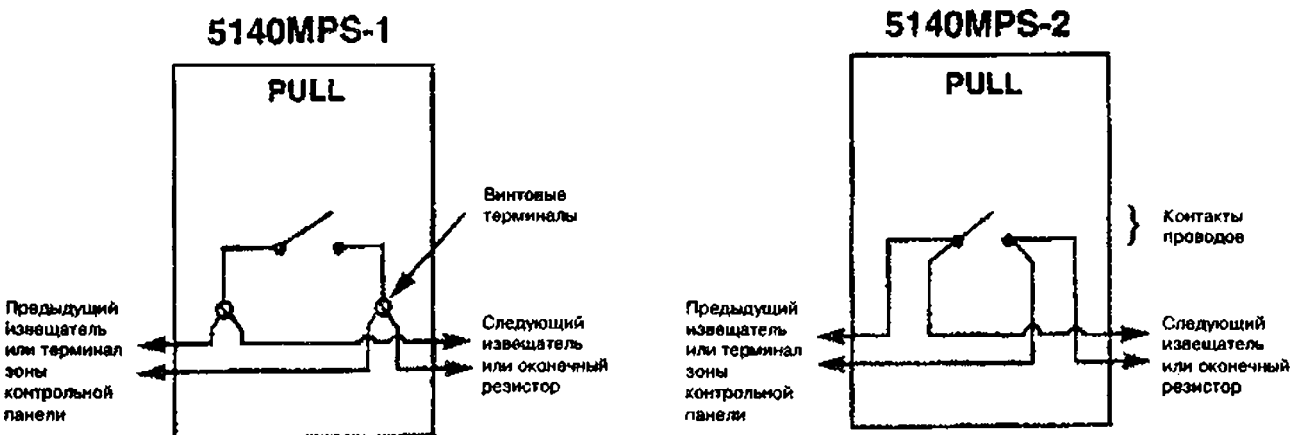 5140MPS-1
PULL
Винтовые
терминалы
Предыдущий
извещатель
или терминал
зоны
контрольной
панели
Следующий
извещатель
или оконечный
резистор
5140MPS-2
PULL
}
Контакты
проводов
Предыдущий
извещатель
или терминал
зоны
контрольной
панели
Следующий
извещатель
или оконечный
резистор